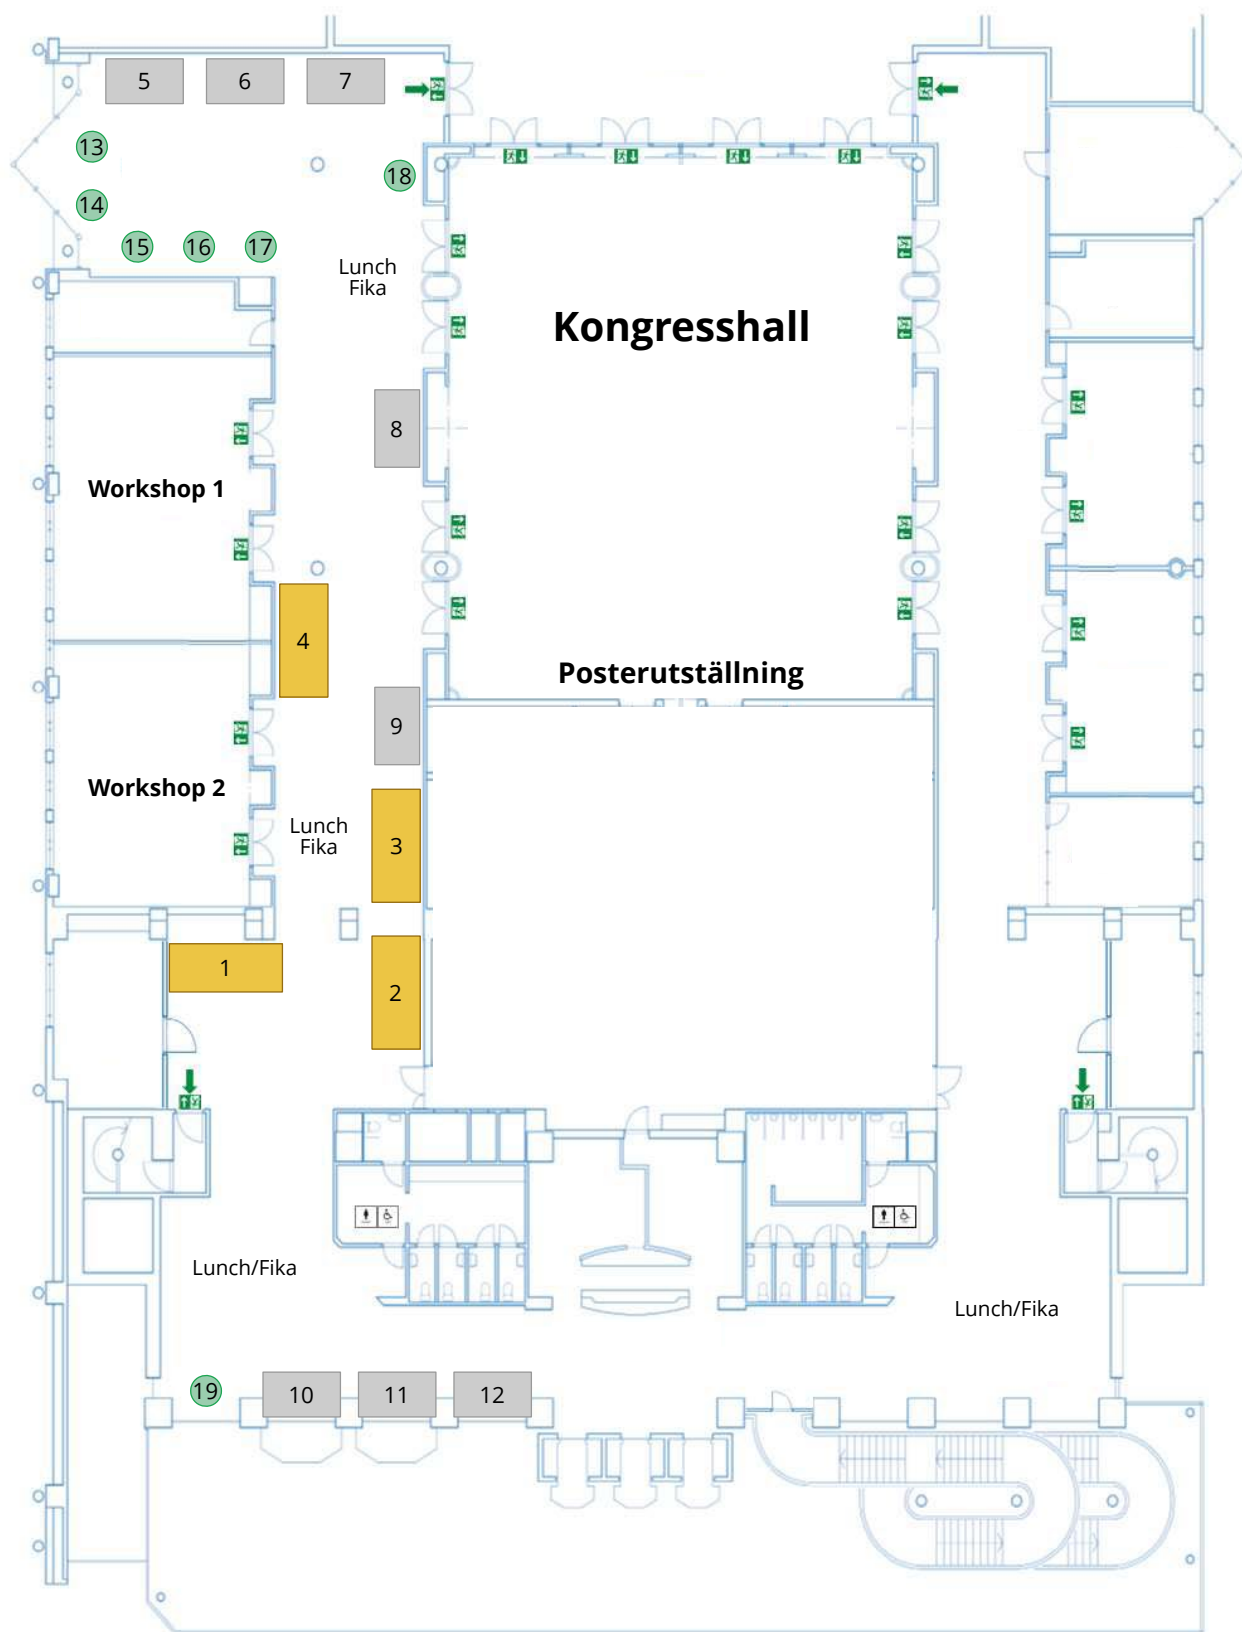 5
6
7
13
18
14
15
16
17
Lunch
Fika
Kongresshall
8
Workshop 1
4
Posterutställning
9
Workshop 2
Lunch
Fika
3
1
2
Lunch/Fika
Lunch/Fika
19
10
11
12